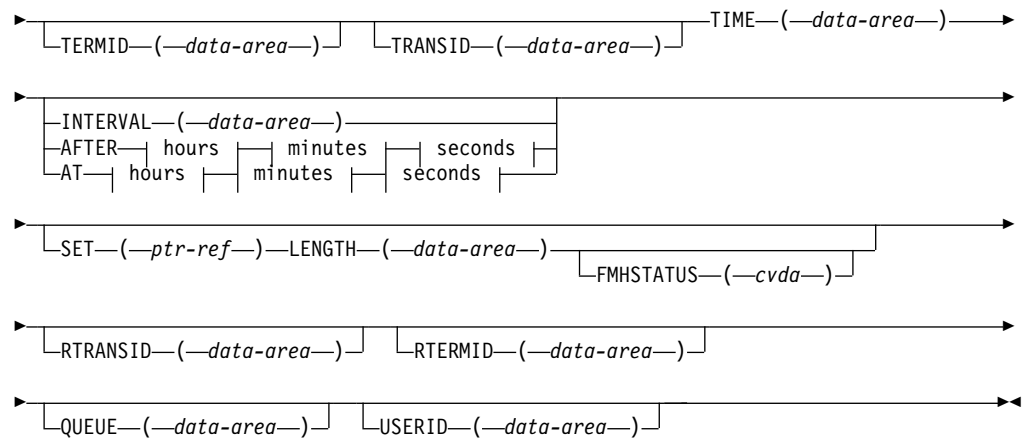 TERMID (data-area) TRANSID (data-area) TIME (data-area)
INTERVAL (data-area)
AFTER hours minutes seconds
AT hours minutes seconds
SET (ptr-ref) LENGTH (data-area)
FMHSTATUS (cvda)
RTRANSID (data-area) RTERMID (data-area)
QUEUE (data-area) USERID (data-area)